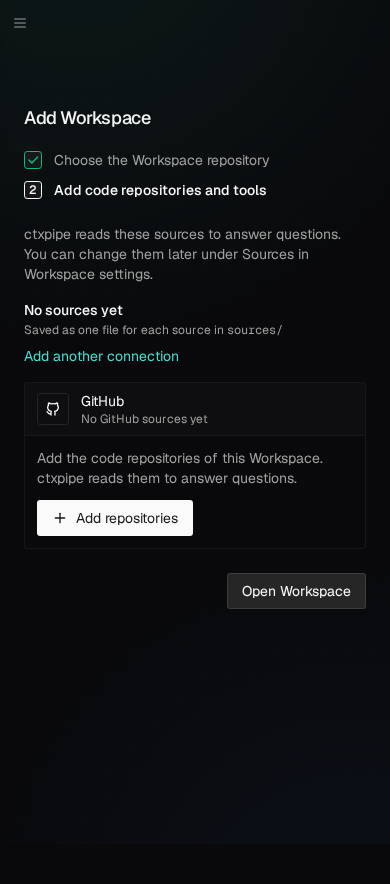 Add Workspace
Choose the Workspace repository
2 Add code repositories and tools
ctxpipe reads these sources to answer questions.
You can change them later under Sources in
Workspace settings.
No sources yet
Saved as one file for each source in sources/
Add another connection
GitHub
No GitHub sources yet
Add the code repositories of this Workspace.
ctxpipe reads them to answer questions.
+ Add repositories
Open Workspace